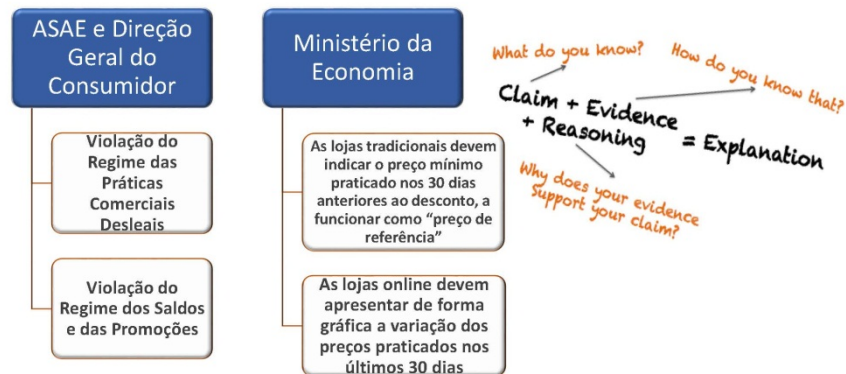 ASAE e Direção
Geral do
Consumidor
Violação do
Regime das
Práticas
Comerciais
Desleais
Violação do
Regime dos Saldos
e das Promoções
Ministério da
Economia
As lojas tradicionais devem
indicar o preço mínimo
praticado nos 30 dias
anteriores ao desconto, a
funcionar como “preço de
referência”
As lojas online devem
apresentar de forma
gráfica a variação dos
preços praticados nos
últimos 30 dias
What do you know?
How do you know that?
Claim + Evidence
+ Reasoning = Explanation
Why does your evidence
Support your claim?